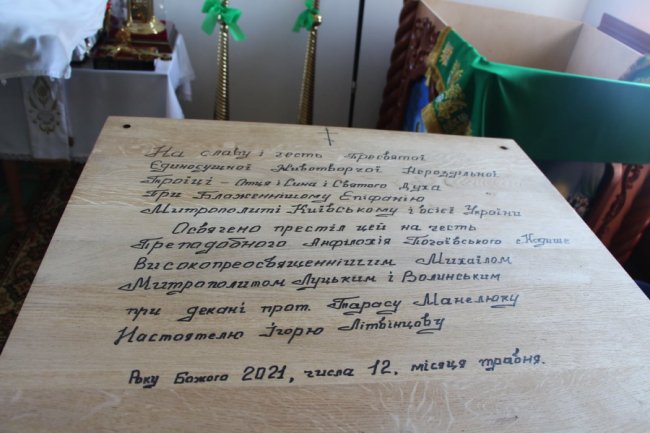 На славу і честь Пресвятої
Єдиносущної Животворчої Нероздільної
Тройці – Отця і Сина і Святого Духа
При Блаженнішому Епіфанію
Митрополиті Київському і всієї України
Освячено престіл цей на честь
Преподобного Амфілохія Почаївського
Високопреосвященнішим Михаїлом
Митрополитом Луцьким і Волинським
при декані прот. Тарасу Манелюку
Настоятелю Ігорю Літвінцову
Року Божого 2021, числа 12, місяця травня.